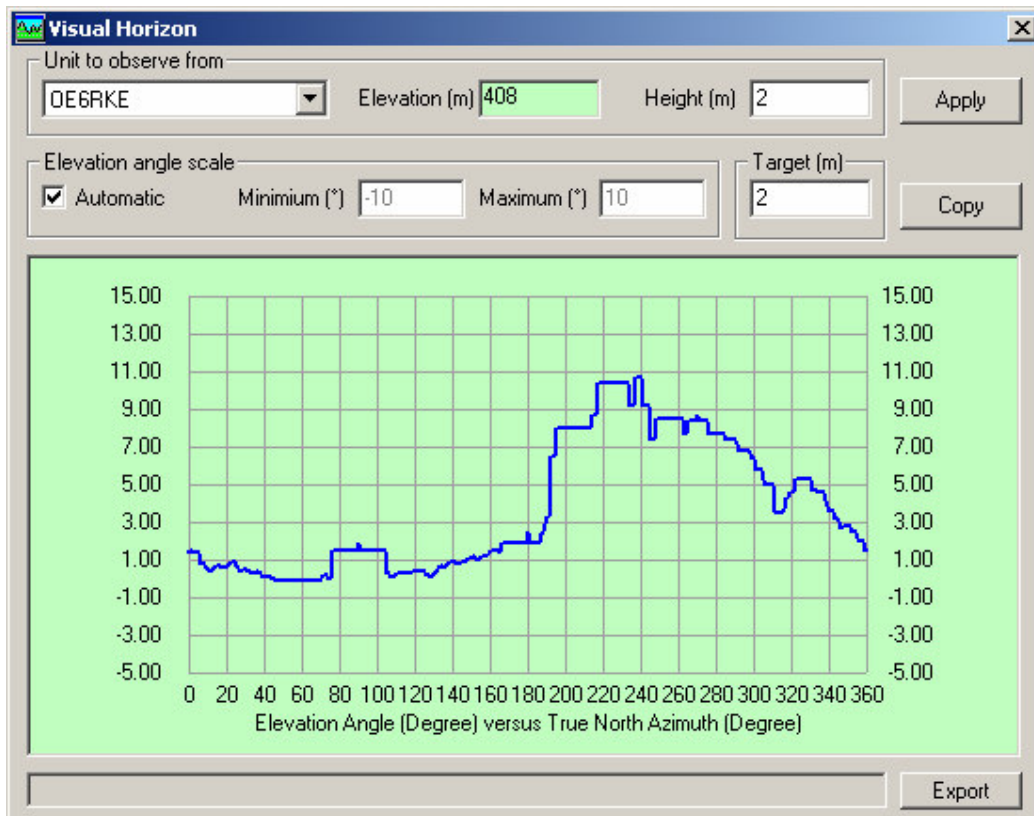 Visual Horizon
Unit to observe from
OE6RKE
Elevation (m) 408
Height (m) 2
Apply
Elevation angle scale
Automatic
Minimium (°) -10
Maximum (°) 10
Target (m)
2
Copy
15.00 15.00
13.00 13.00
11.00 11.00
9.00 9.00
7.00 7.00
5.00 5.00
3.00 3.00
1.00 1.00
-1.00 -1.00
-3.00 -3.00
-5.00 -5.00
0 20 40 60 80 100 120 140 160 180 200 220 240 260 280 300 320 340 360
Elevation Angle (Degree) versus True North Azimuth (Degree)
Export